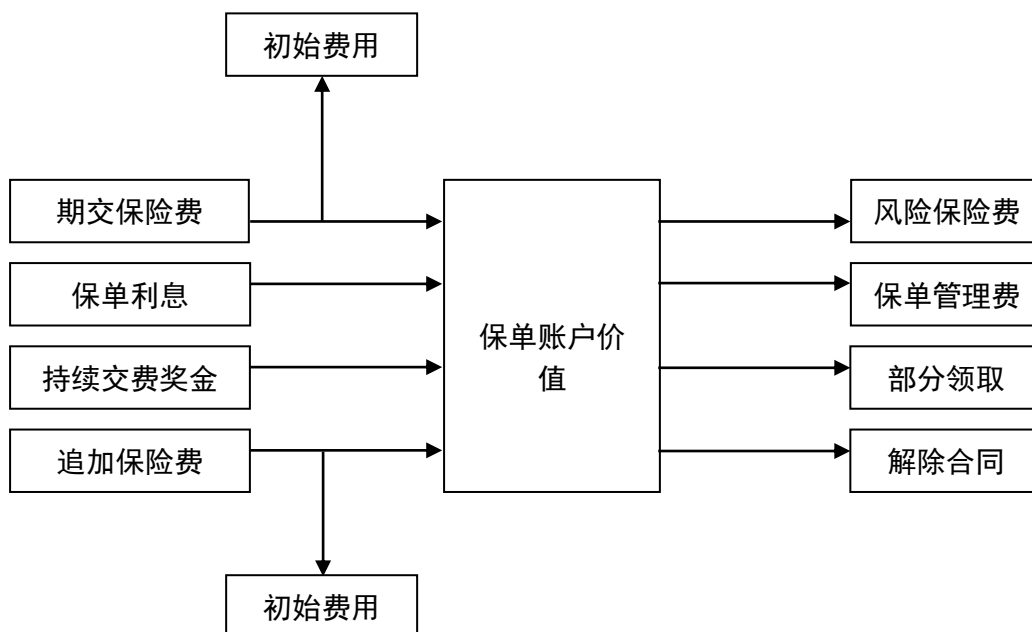 初始费用
期交保险费
风险保险费
保单利息
保单管理费
保单账户价
值
持续交费奖金
部分领取
追加保险费
解除合同
初始费用